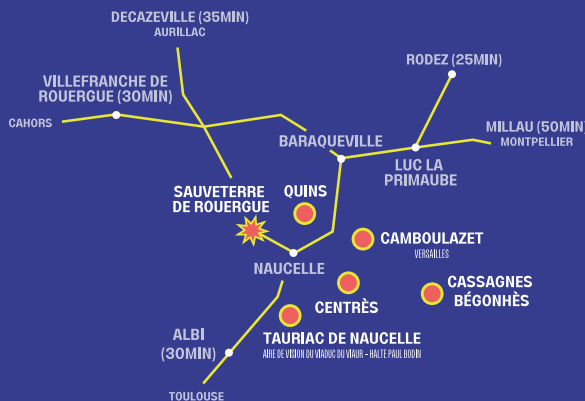 DECAZEVILLE (35MIN)
AURILLAC
RODEZ (25MIN)
VILLEFRANCHE DE
ROUERGUE (30MIN)
CAHORS
BARAQUEVILLE
MILLAU (50MIN)
MONTPELLIER
LUC LA
PRIMAUBE
SAUVETERRE
DE ROUERGUE
QUINS
CAMBOULAZET
VERSAILLES
NAUCELLE
CASSAGNES
BÉGONHÈS
CENTRÈS
ALBI
(30MIN)
TAURIAC DE NAUCELLE
AIRE DE VISION DU VIADUC DU VIAUR - HALTE PAUL BODIN
TOULOUSE